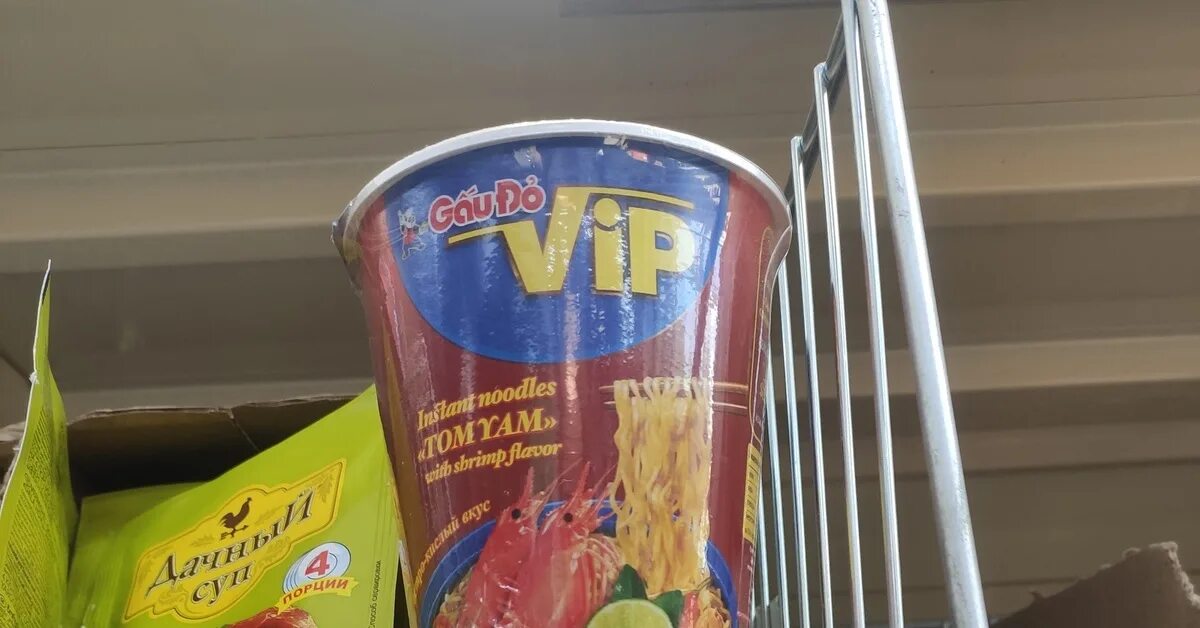 Gấu Đỏ
ViP
Instant noodles
«TOM YAM»
with shrimp flavor
вкус
Дачный
суп
4
ПОРЦИИ